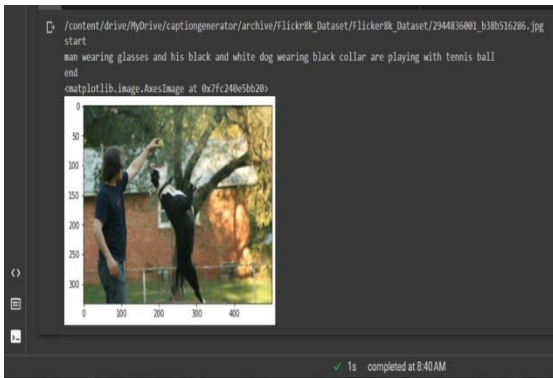 /content/drive/MyDrive/captiongenerator/archive/Flickr8k_Dataset/Flicker8k_Dataset/2944836001_b38b516286.jpg
start
man wearing glasses and his black and white dog wearing black collar are playing with tennis ball
end
<matplotlib.image.AxesImage at 0x7fc240e5bb20>
0
50
100
150
200
250
300
0 100 200 300 400
1s completed at 8:40 AM